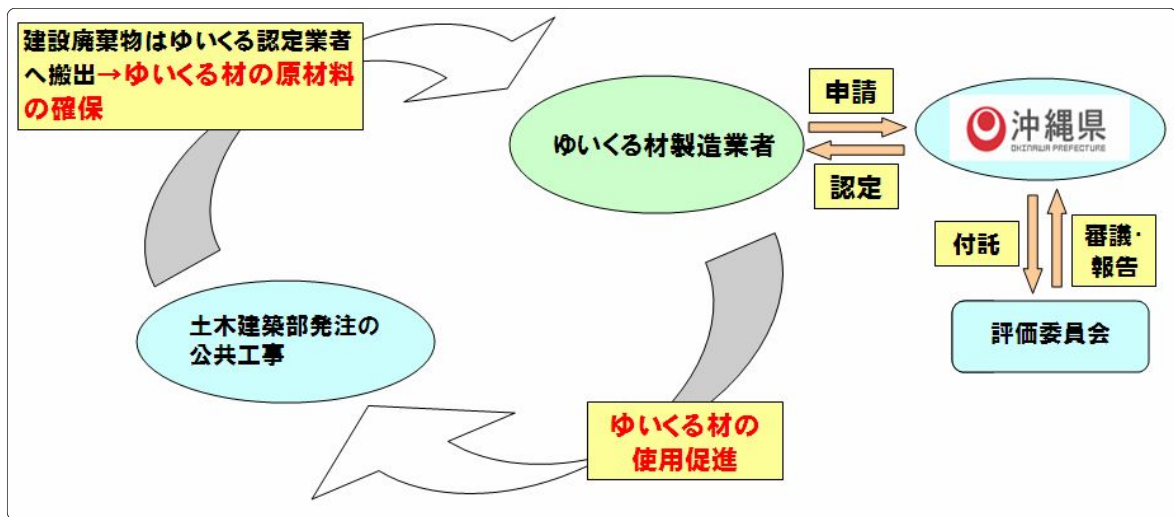 建設廃棄物はゆいくる認定業者
へ搬出→ゆいくる材の原材料
の確保
ゆいくる材製造業者
申請
認定
沖縄県
OKINAWA PREFECTURE
付託
審議・
報告
評価委員会
土木建築部発注の
公共工事
ゆいくる材の
使用促進